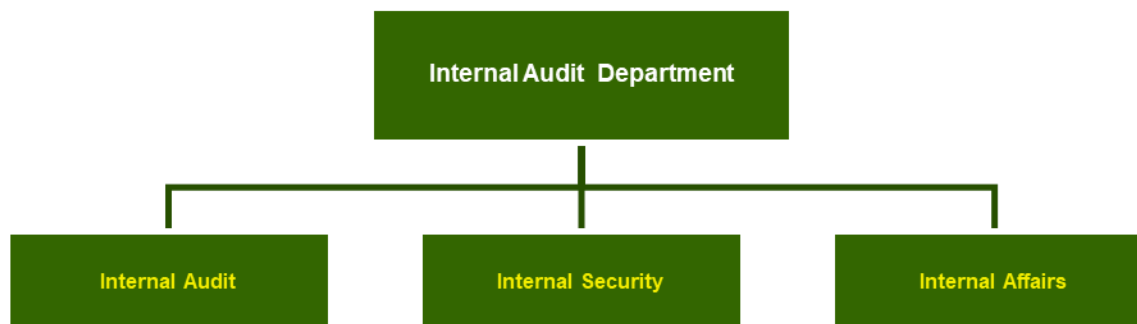 Internal Audit Department
Internal Audit
Internal Security
Internal Affairs